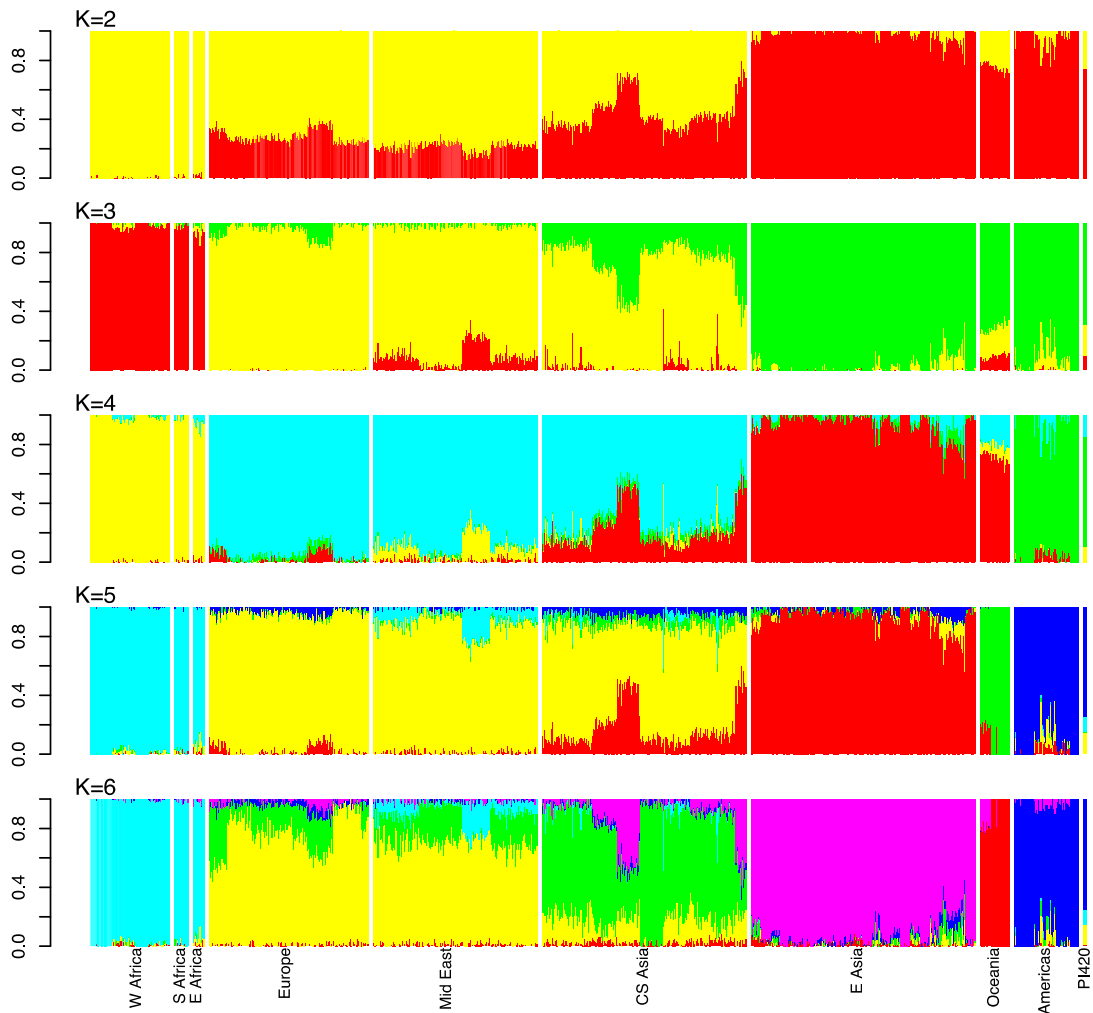 K=2
0.0 0.4 0.8
K=3
0.0 0.4 0.8
K=4
0.0 0.4 0.8
K=5
0.0 0.4 0.8
K=6
0.0 0.4 0.8
W Africa
S Africa
E Africa
Europe
Mid East
CS Asia
E Asia
Oceania
Americas
PI420